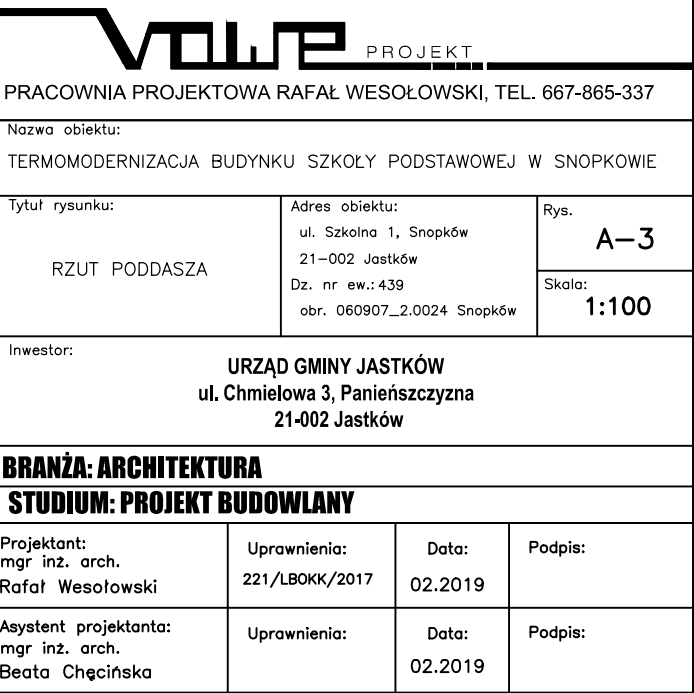 VOWE PROJEKT
PRACOWNIA PROJEKTOWA RAFAŁ WESOŁOWSKI, TEL. 667-865-337
Nazwa obiektu:
TERMOMODERNIZACJA BUDYNKU SZKOŁY PODSTAWOWEJ W SNOPKOWIE
Tytuł rysunku:
RZUT PODDASZA
Adres obiektu:
ul. Szkolna 1, Snopków
21-002 Jastków
Dz. nr ew.: 439
obr. 060907_2.0024 Snopków
Rys.
A-3
Skala:
1:100
Inwestor:
URZĄD GMINY JASTKÓW
ul. Chmielowa 3, Panieńszczyzna
21-002 Jastków
BRANŻA: ARCHITEKTURA
STUDIUM: PROJEKT BUDOWLANY
Projektant:
mgr inż. arch.
Rafał Wesołowski
Uprawnienia:
221/LBOKK/2017
Data:
02.2019
Podpis:
Asystent projektanta:
mgr inż. arch.
Beata Chęcińska
Uprawnienia:
Data:
02.2019
Podpis: